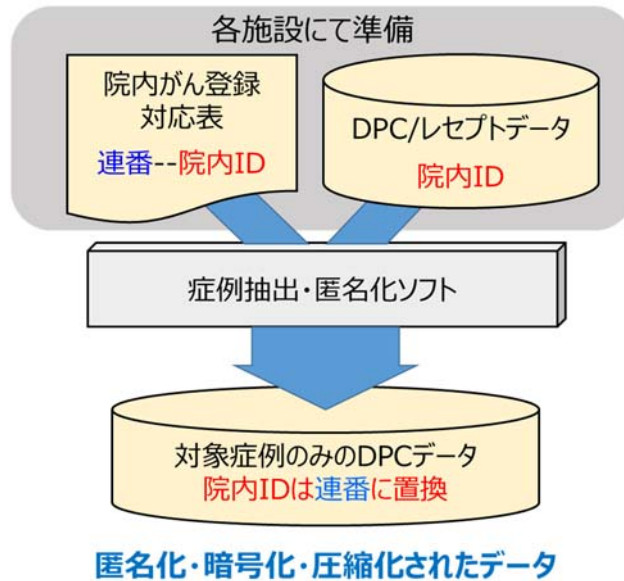 各施設にて準備
院内がん登録
対応表
連番--院内ID
DPC/レセプトデータ
院内ID
症例抽出・匿名化ソフト
対象症例のみのDPCデータ
院内IDは連番に置換
匿名化・暗号化・圧縮化されたデータ